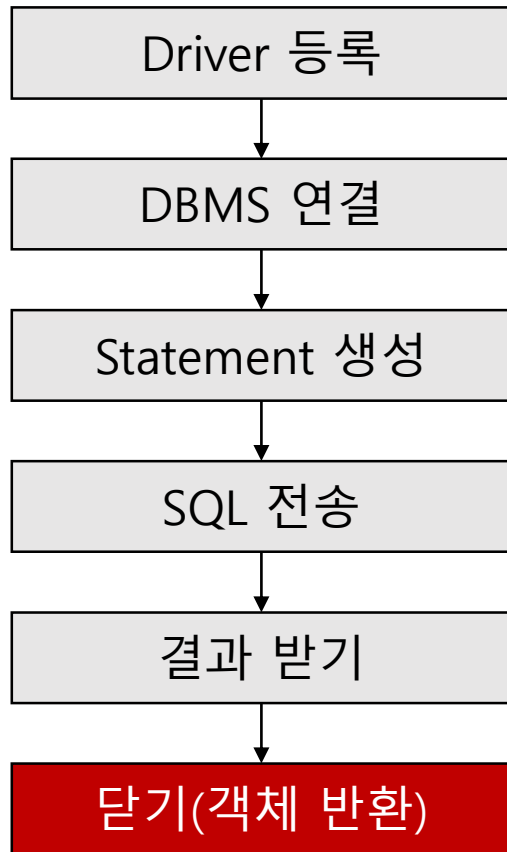 Driver 등록
DBMS 연결
Statement 생성
SQL 전송
결과 받기
닫기(객체 반환)